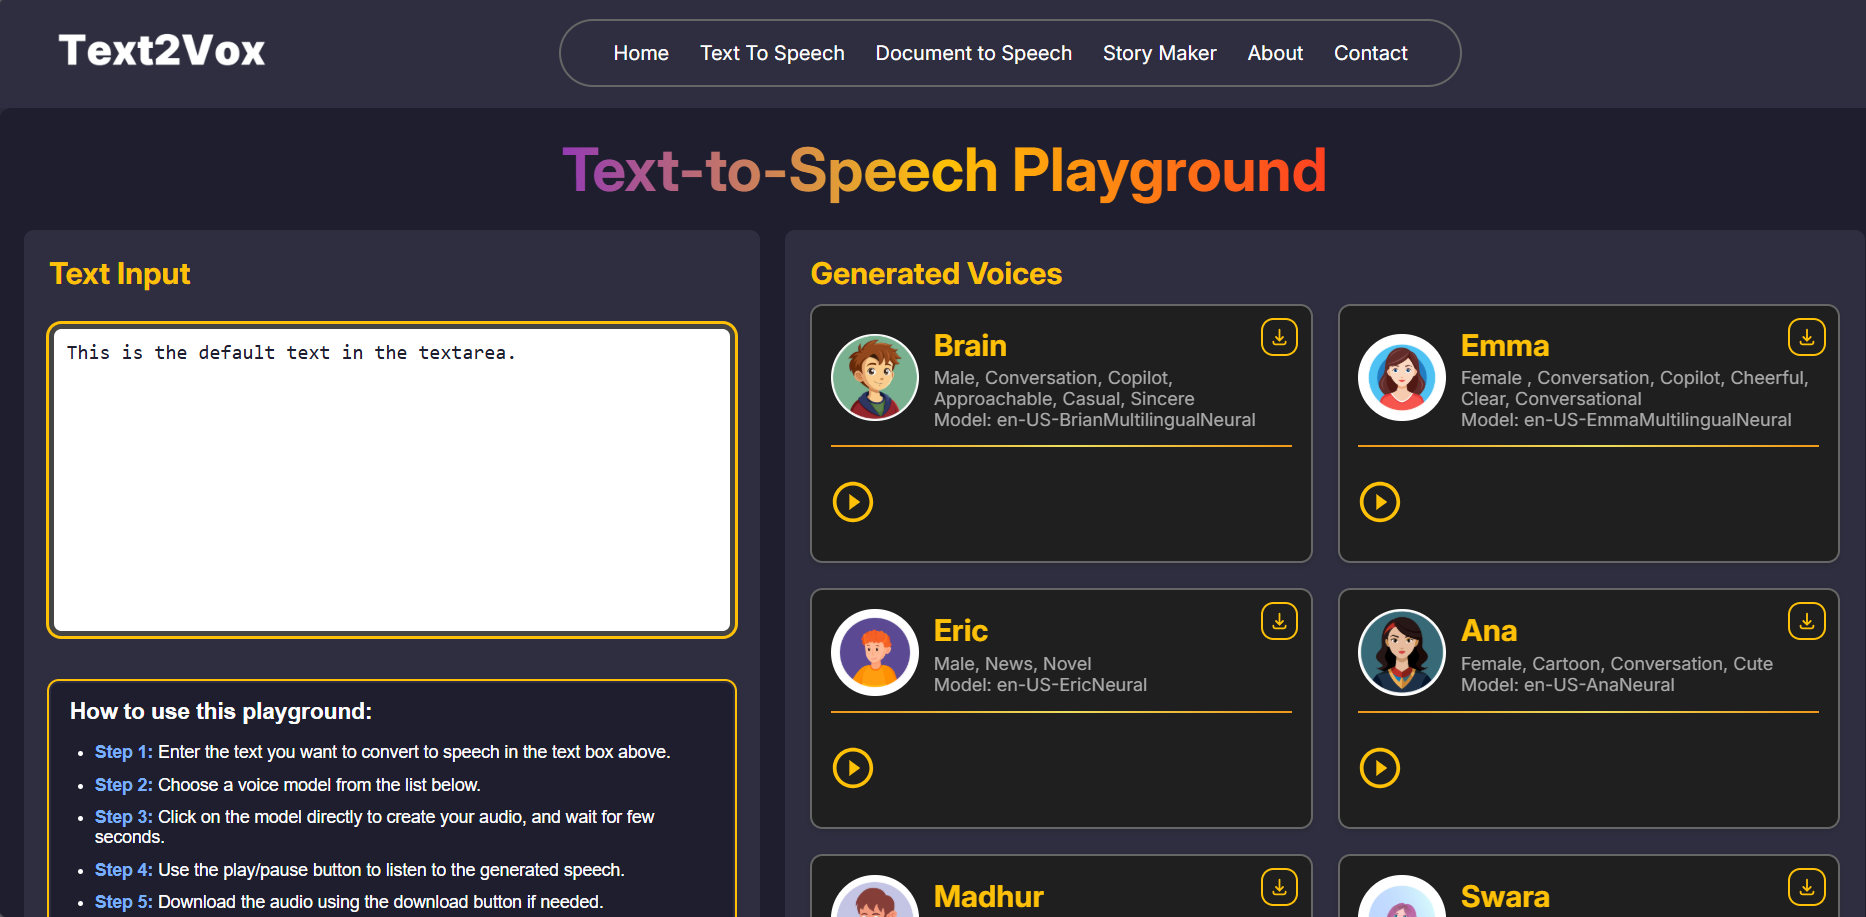 Text2Vox
Home Text To Speech Document to Speech Story Maker About Contact
Text-to-Speech Playground
Text Input
This is the default text in the textarea.
How to use this playground:
Step 1: Enter the text you want to convert to speech in the text box above.
Step 2: Choose a voice model from the list below.
Step 3: Click on the model directly to create your audio, and wait for few
seconds.
Step 4: Use the play/pause button to listen to the generated speech.
Step 5: Download the audio using the download button if needed.
Generated Voices
Brain
Male, Conversation, Copilot,
Approachable, Casual, Sincere
Model: en-US-BrianMultilingualNeural
Emma
Female , Conversation, Copilot, Cheerful,
Clear, Conversational
Model: en-US-EmmaMultilingualNeural
Eric
Male, News, Novel
Model: en-US-EricNeural
Ana
Female, Cartoon, Conversation, Cute
Model: en-US-AnaNeural
Madhur
Swara